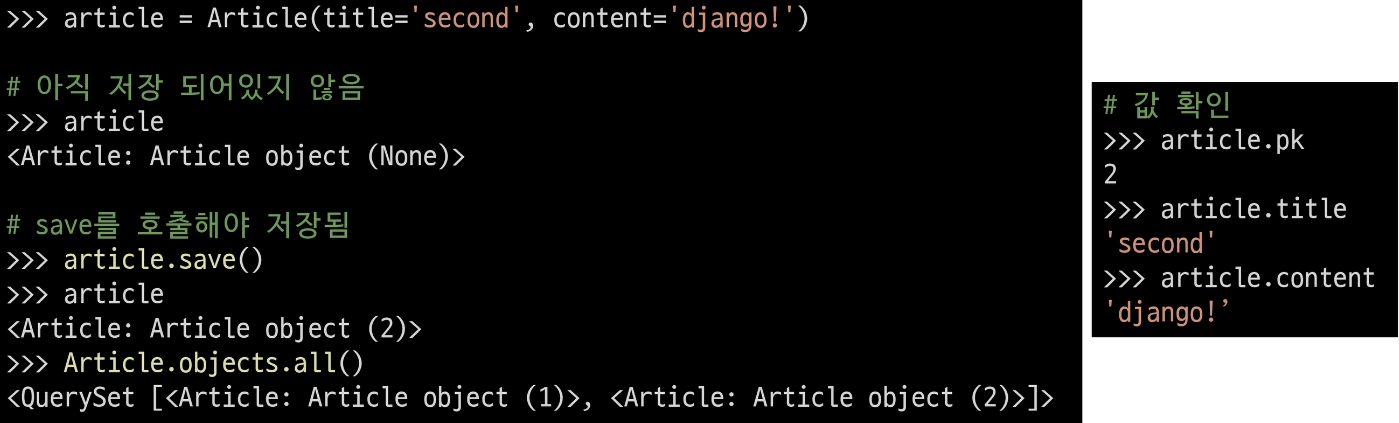 >>> article = Article(title='second', content='django!')
# 아직 저장 되어있지 않음
>>> article
<Article: Article object (None)>
# save를 호출해야 저장됨
>>> article.save()
>>> article
<Article: Article object (2)>
>>> Article.objects.all()
<QuerySet [<Article: Article object (1)>, <Article: Article object (2)>]>
# 값 확인
>>> article.pk
2
>>> article.title
'second'
>>> article.content
'django!’